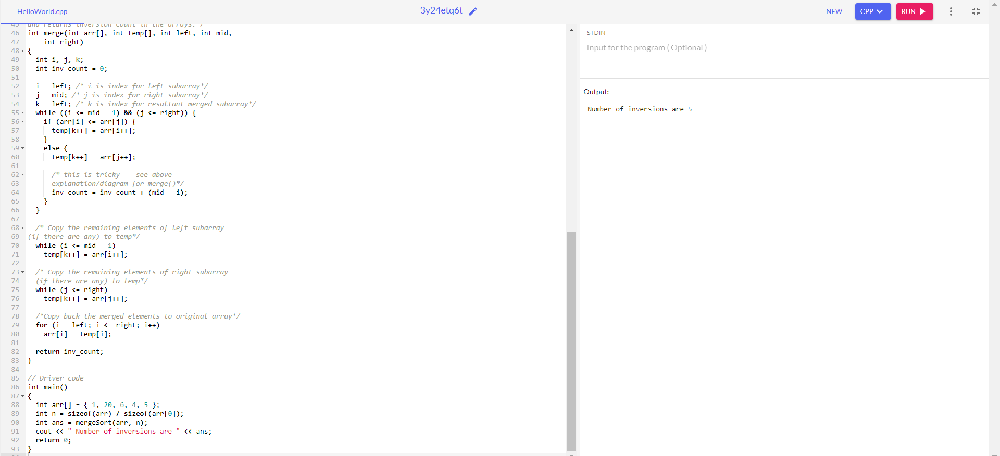 HelloWorld.cpp
3y24etq6t
NEW
CPP
RUN
45 and returns inversion count in the arrays.*/
46 int merge(int arr[], int temp[], int left, int mid,
47 int right)
48 {
49 int i, j, k;
50 int inv_count = 0;
51
52 i = left; /* i is index for left subarray*/
53 j = mid; /* j is index for right subarray*/
54 k = left; /* k is index for resultant merged subarray*/
55 while ((i <= mid - 1) && (j <= right)) {
56 if (arr[i] <= arr[j]) {
57 temp[k++] = arr[i++];
58 }
59 else {
60 temp[k++] = arr[j++];
61
62 /* this is tricky -- see above
63 explanation/diagram for merge()*/
64 inv_count = inv_count + (mid - i);
65 }
66 }
67
68 /* Copy the remaining elements of left subarray
69 (if there are any) to temp*/
70 while (i <= mid - 1)
71 temp[k++] = arr[i++];
72
73 /* Copy the remaining elements of right subarray
74 (if there are any) to temp*/
75 while (j <= right)
76 temp[k++] = arr[j++];
77
78 /*Copy back the merged elements to original array*/
79 for (i = left; i <= right; i++)
80 arr[i] = temp[i];
81
82 return inv_count;
83 }
84
85 // Driver code
86 int main()
87 {
88 int arr[] = { 1, 20, 6, 4, 5 };
89 int n = sizeof(arr) / sizeof(arr[0]);
90 int ans = mergeSort(arr, n);
91 cout << " Number of inversions are " << ans;
92 return 0;
93 }
STDIN
Input for the program ( Optional )
Output:
Number of inversions are 5